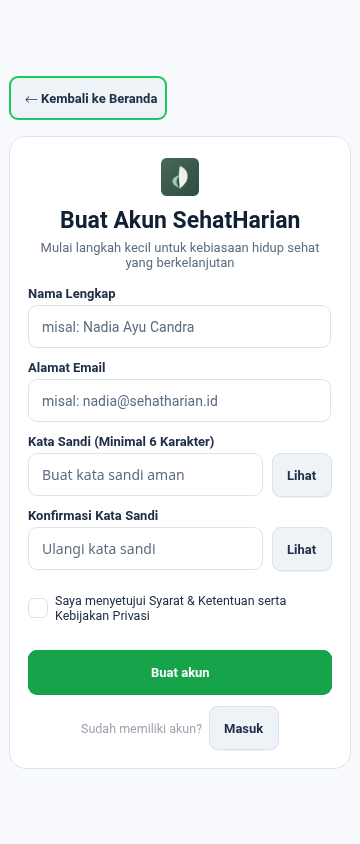 ← Kembali ke Beranda
Buat Akun SehatHarian
Mulai langkah kecil untuk kebiasaan hidup sehat
yang berkelanjutan
Nama Lengkap
misal: Nadia Ayu Candra
Alamat Email
misal: nadia@sehatharian.id
Kata Sandi (Minimal 6 Karakter)
Buat kata sandi aman
Lihat
Konfirmasi Kata Sandi
Ulangi kata sandi
Lihat
Saya menyetujui Syarat & Ketentuan serta
Kebijakan Privasi
Buat akun
Sudah memiliki akun? Masuk